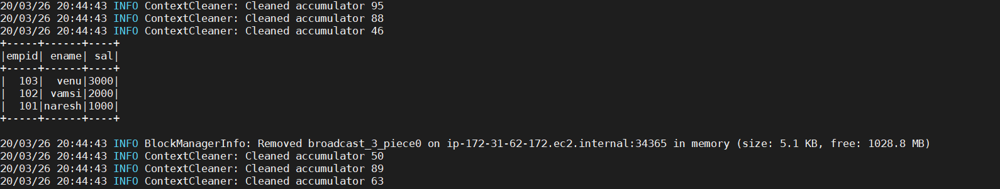 20/03/26 20:44:43 INFO ContextCleaner: Cleaned accumulator 95
20/03/26 20:44:43 INFO ContextCleaner: Cleaned accumulator 88
20/03/26 20:44:43 INFO ContextCleaner: Cleaned accumulator 46
+-----+------+----+
|empid| ename| sal|
+-----+------+----+
|  103|  venu|3000|
|  102| vamsi|2000|
|  101|naresh|1000|
+-----+------+----+
20/03/26 20:44:43 INFO BlockManagerInfo: Removed broadcast_3_piece0 on ip-172-31-62-172.ec2.internal:34365 in memory (size: 5.1 KB, free: 1028.8 MB)
20/03/26 20:44:43 INFO ContextCleaner: Cleaned accumulator 50
20/03/26 20:44:43 INFO ContextCleaner: Cleaned accumulator 89
20/03/26 20:44:43 INFO ContextCleaner: Cleaned accumulator 63